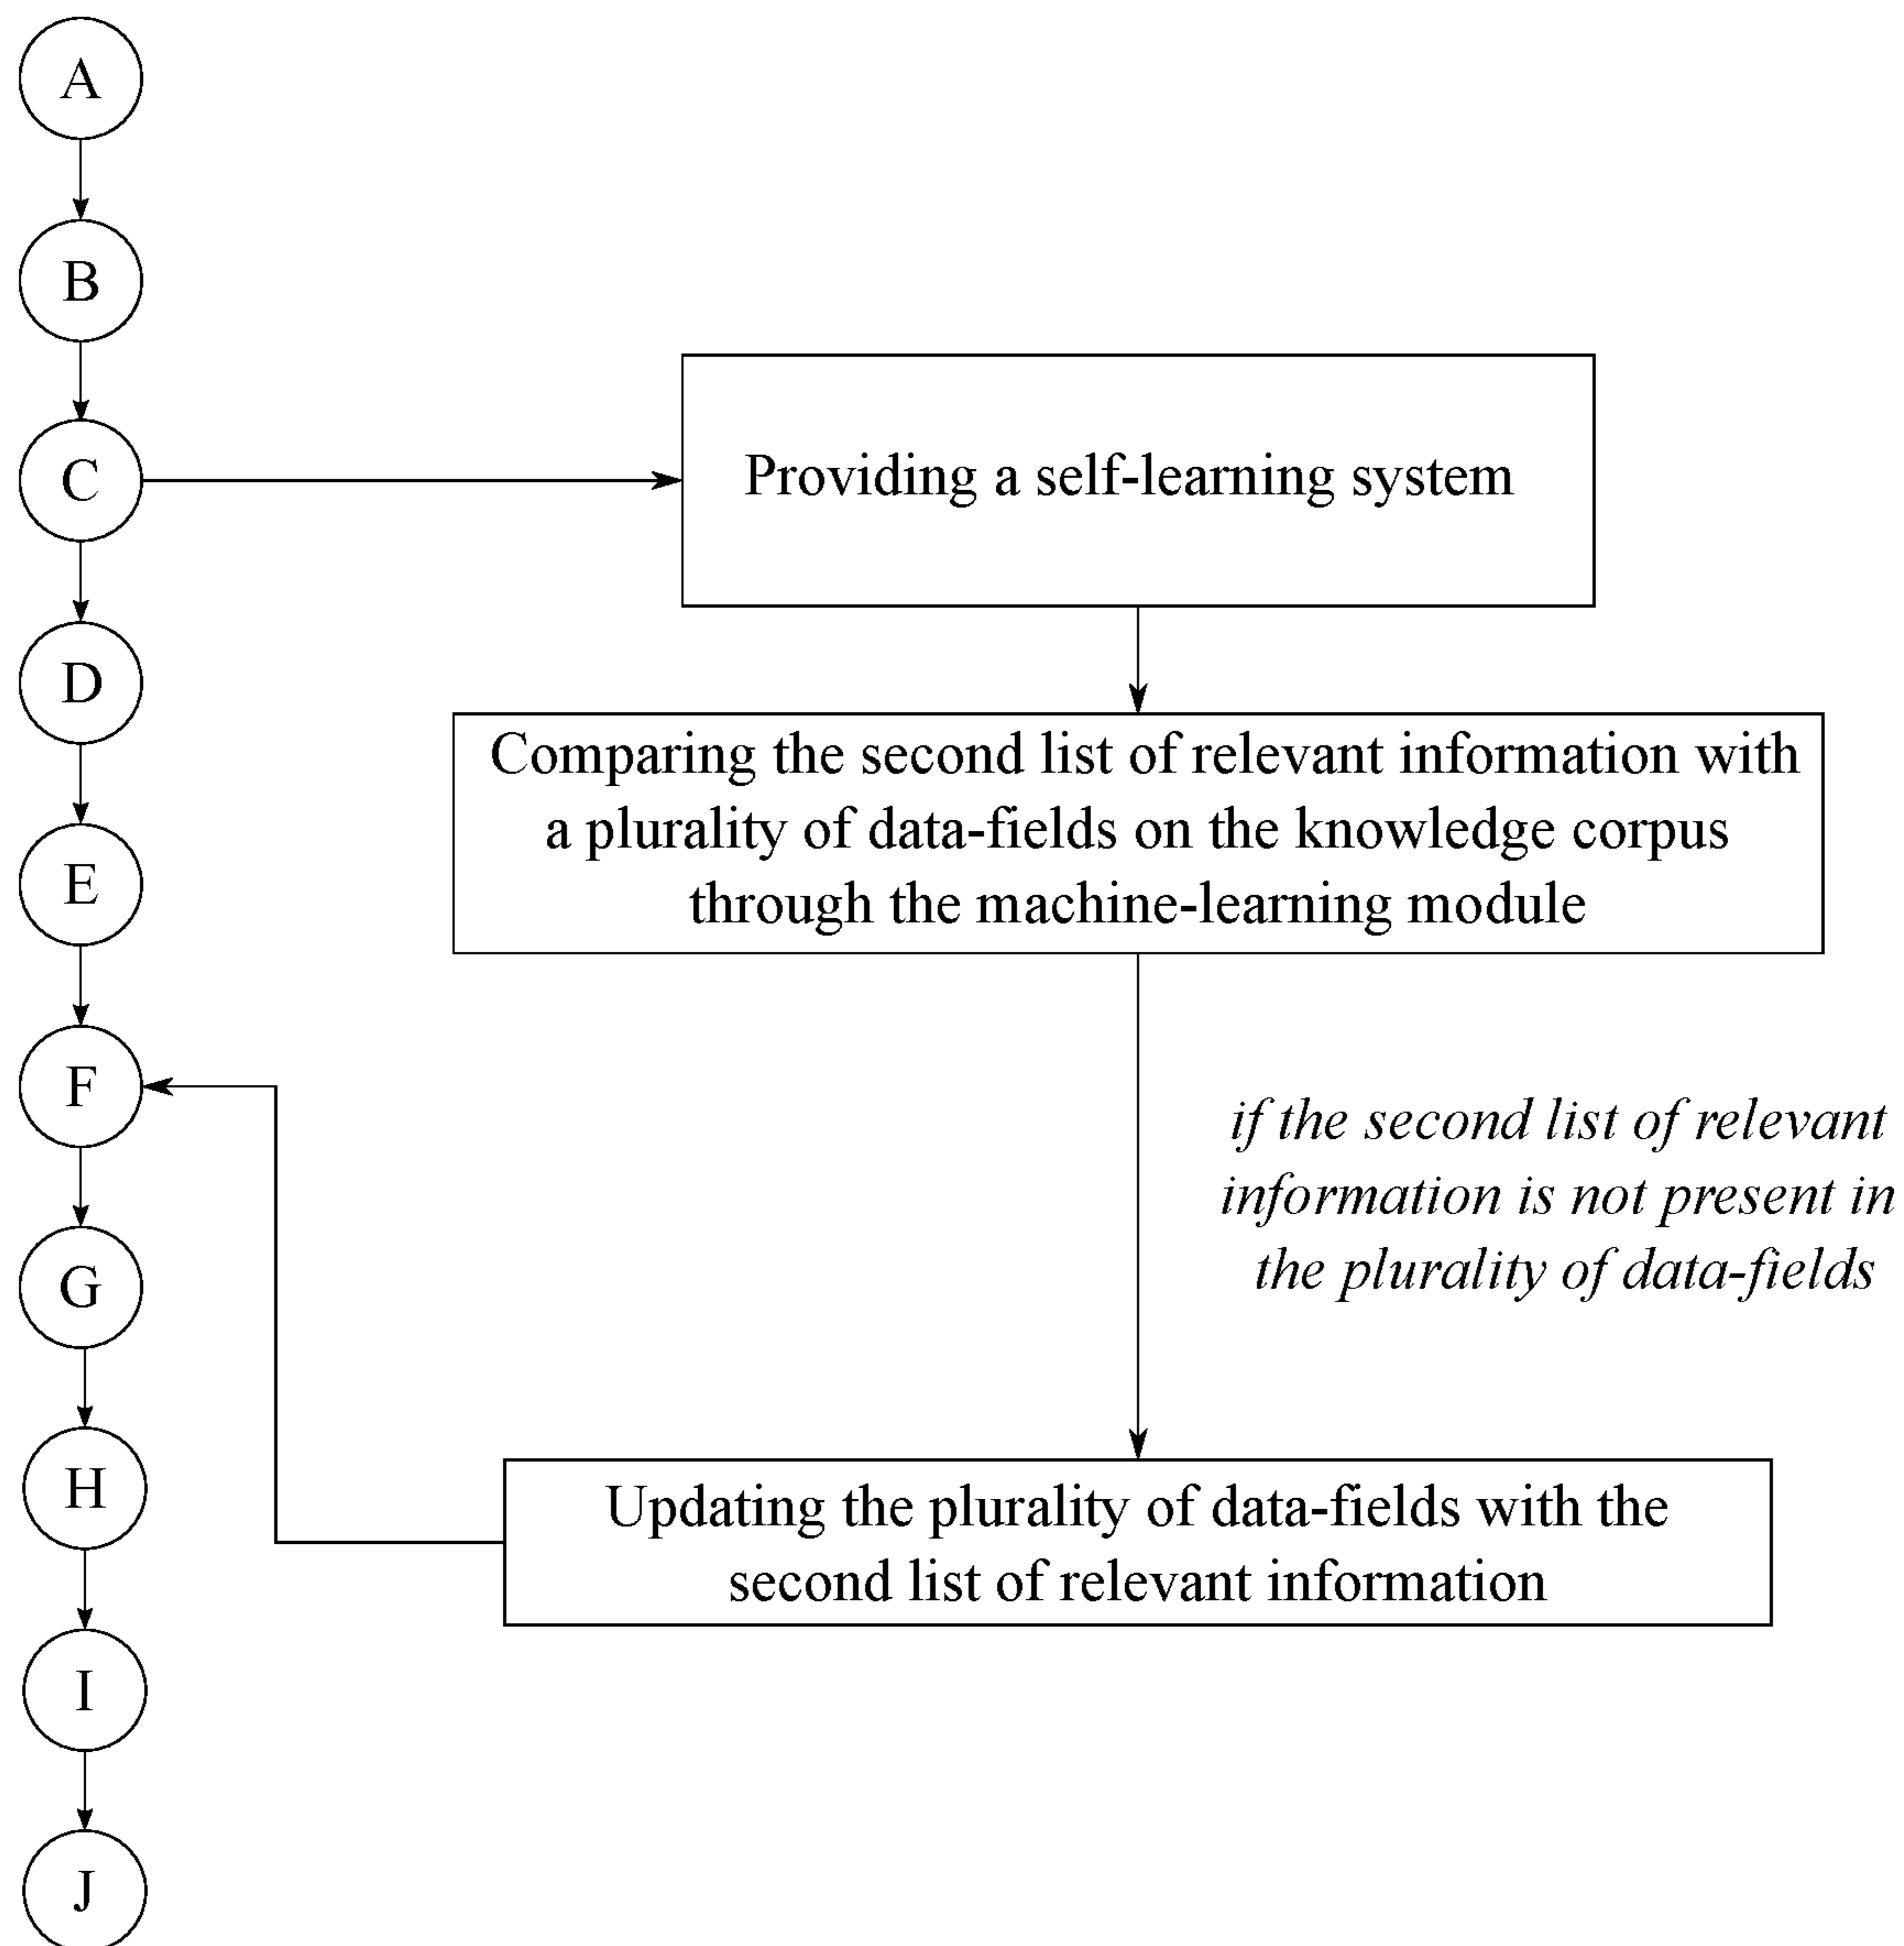 A
B
C
Providing a self-learning system
D
Comparing the second list of relevant information with
a plurality of data-fields on the knowledge corpus
through the machine-learning module
E
F
if the second list of relevant
information is not present in
the plurality of data-fields
G
H
Updating the plurality of data-fields with the
second list of relevant information
I
J